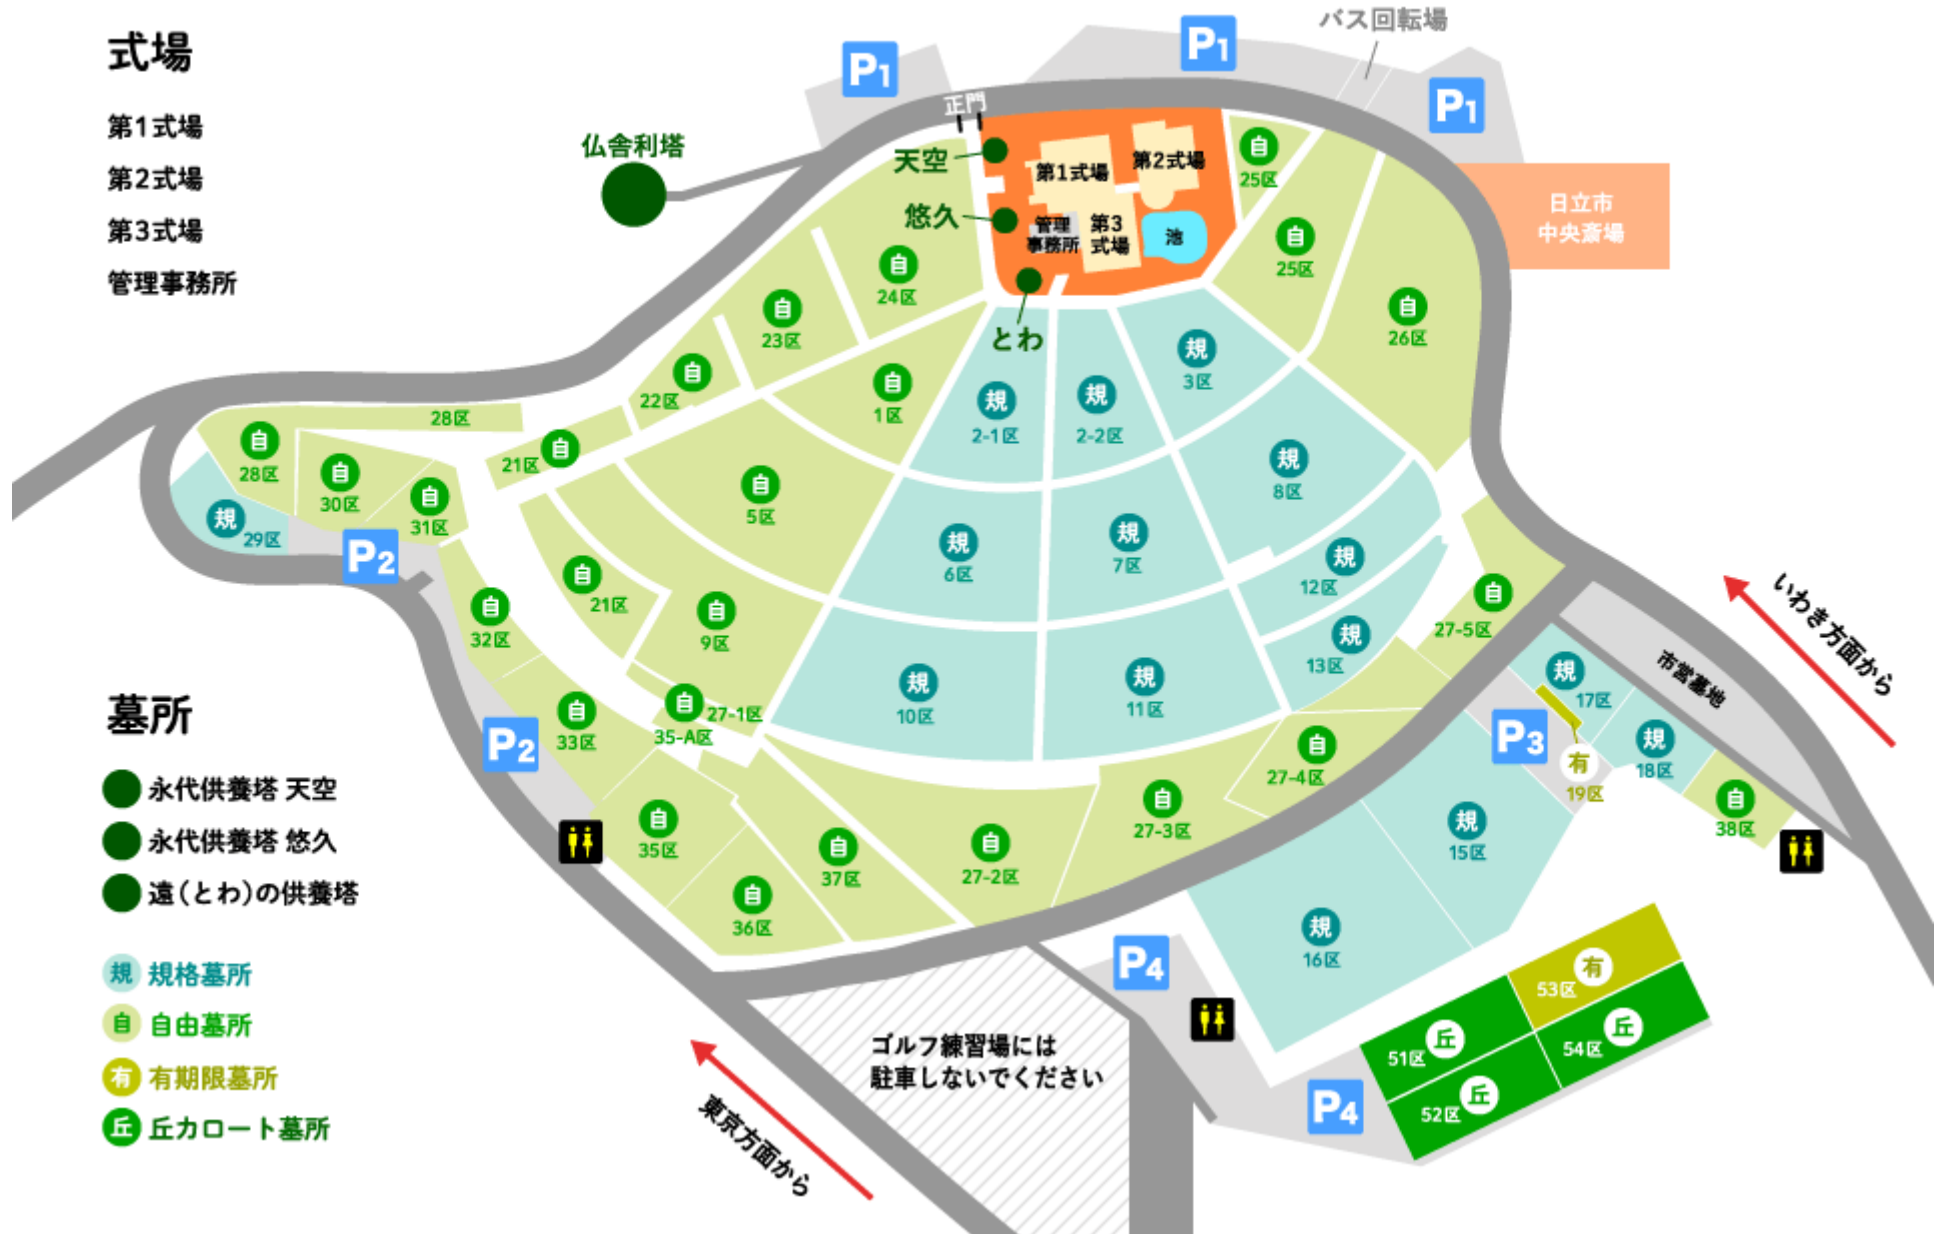 式場
第1式場
第2式場
第3式場
管理事務所
墓所
永代供養塔 天空
永代供養塔 悠久
遠（とわ）の供養塔
規 規格墓所
自 自由墓所
有 有期限墓所
丘 丘カロート墓所
バス回転場
P1
P1
P1
正門
仏舎利塔
天空
悠久
とわ
第1式場
第2式場
管理
事務所
第3
式場
池
日立市
中央斎場
自
25区
自
25区
自
26区
自
24区
自
23区
自
22区
自
1区
規
2-1区
規
2-2区
規
3区
28区
自
28区
自
30区
自
31区
規
29区
P2
21区
自
自
5区
規
6区
規
7区
規
8区
規
12区
規
13区
自
27-5区
自
21区
自
9区
自
32区
自
33区
P2
自
35-A区
27-1区
規
10区
規
11区
自
27-4区
自
27-3区
自
27-2区
自
37区
自
35区
自
36区
規
17区
規
18区
P3
有
19区
自
38区
市営墓地
いわき方面から
規
15区
規
16区
P4
P4
有
53区
丘
51区
丘
54区
丘
52区
ゴルフ練習場には
駐車しないでください
東京方面から